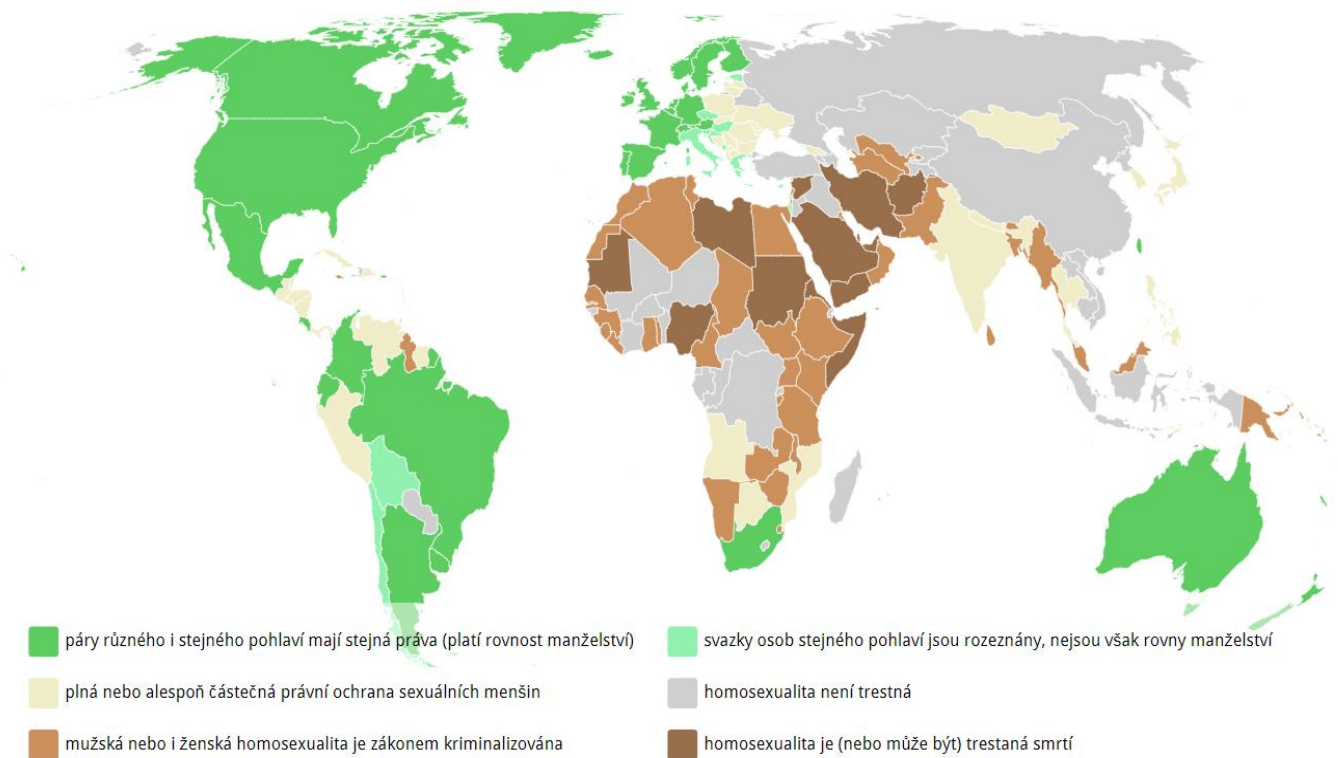 páry různého i stejného pohlaví mají stejná práva (platí rovnost manželství)
svazky osob stejného pohlaví jsou rozeznány, nejsou však rovny manželství
plná nebo alespoň částečná právní ochrana sexuálních menšin
homosexualita není trestná
mužská nebo i ženská homosexualita je zákonem kriminalizována
homosexualita je (nebo může být) trestaná smrtí